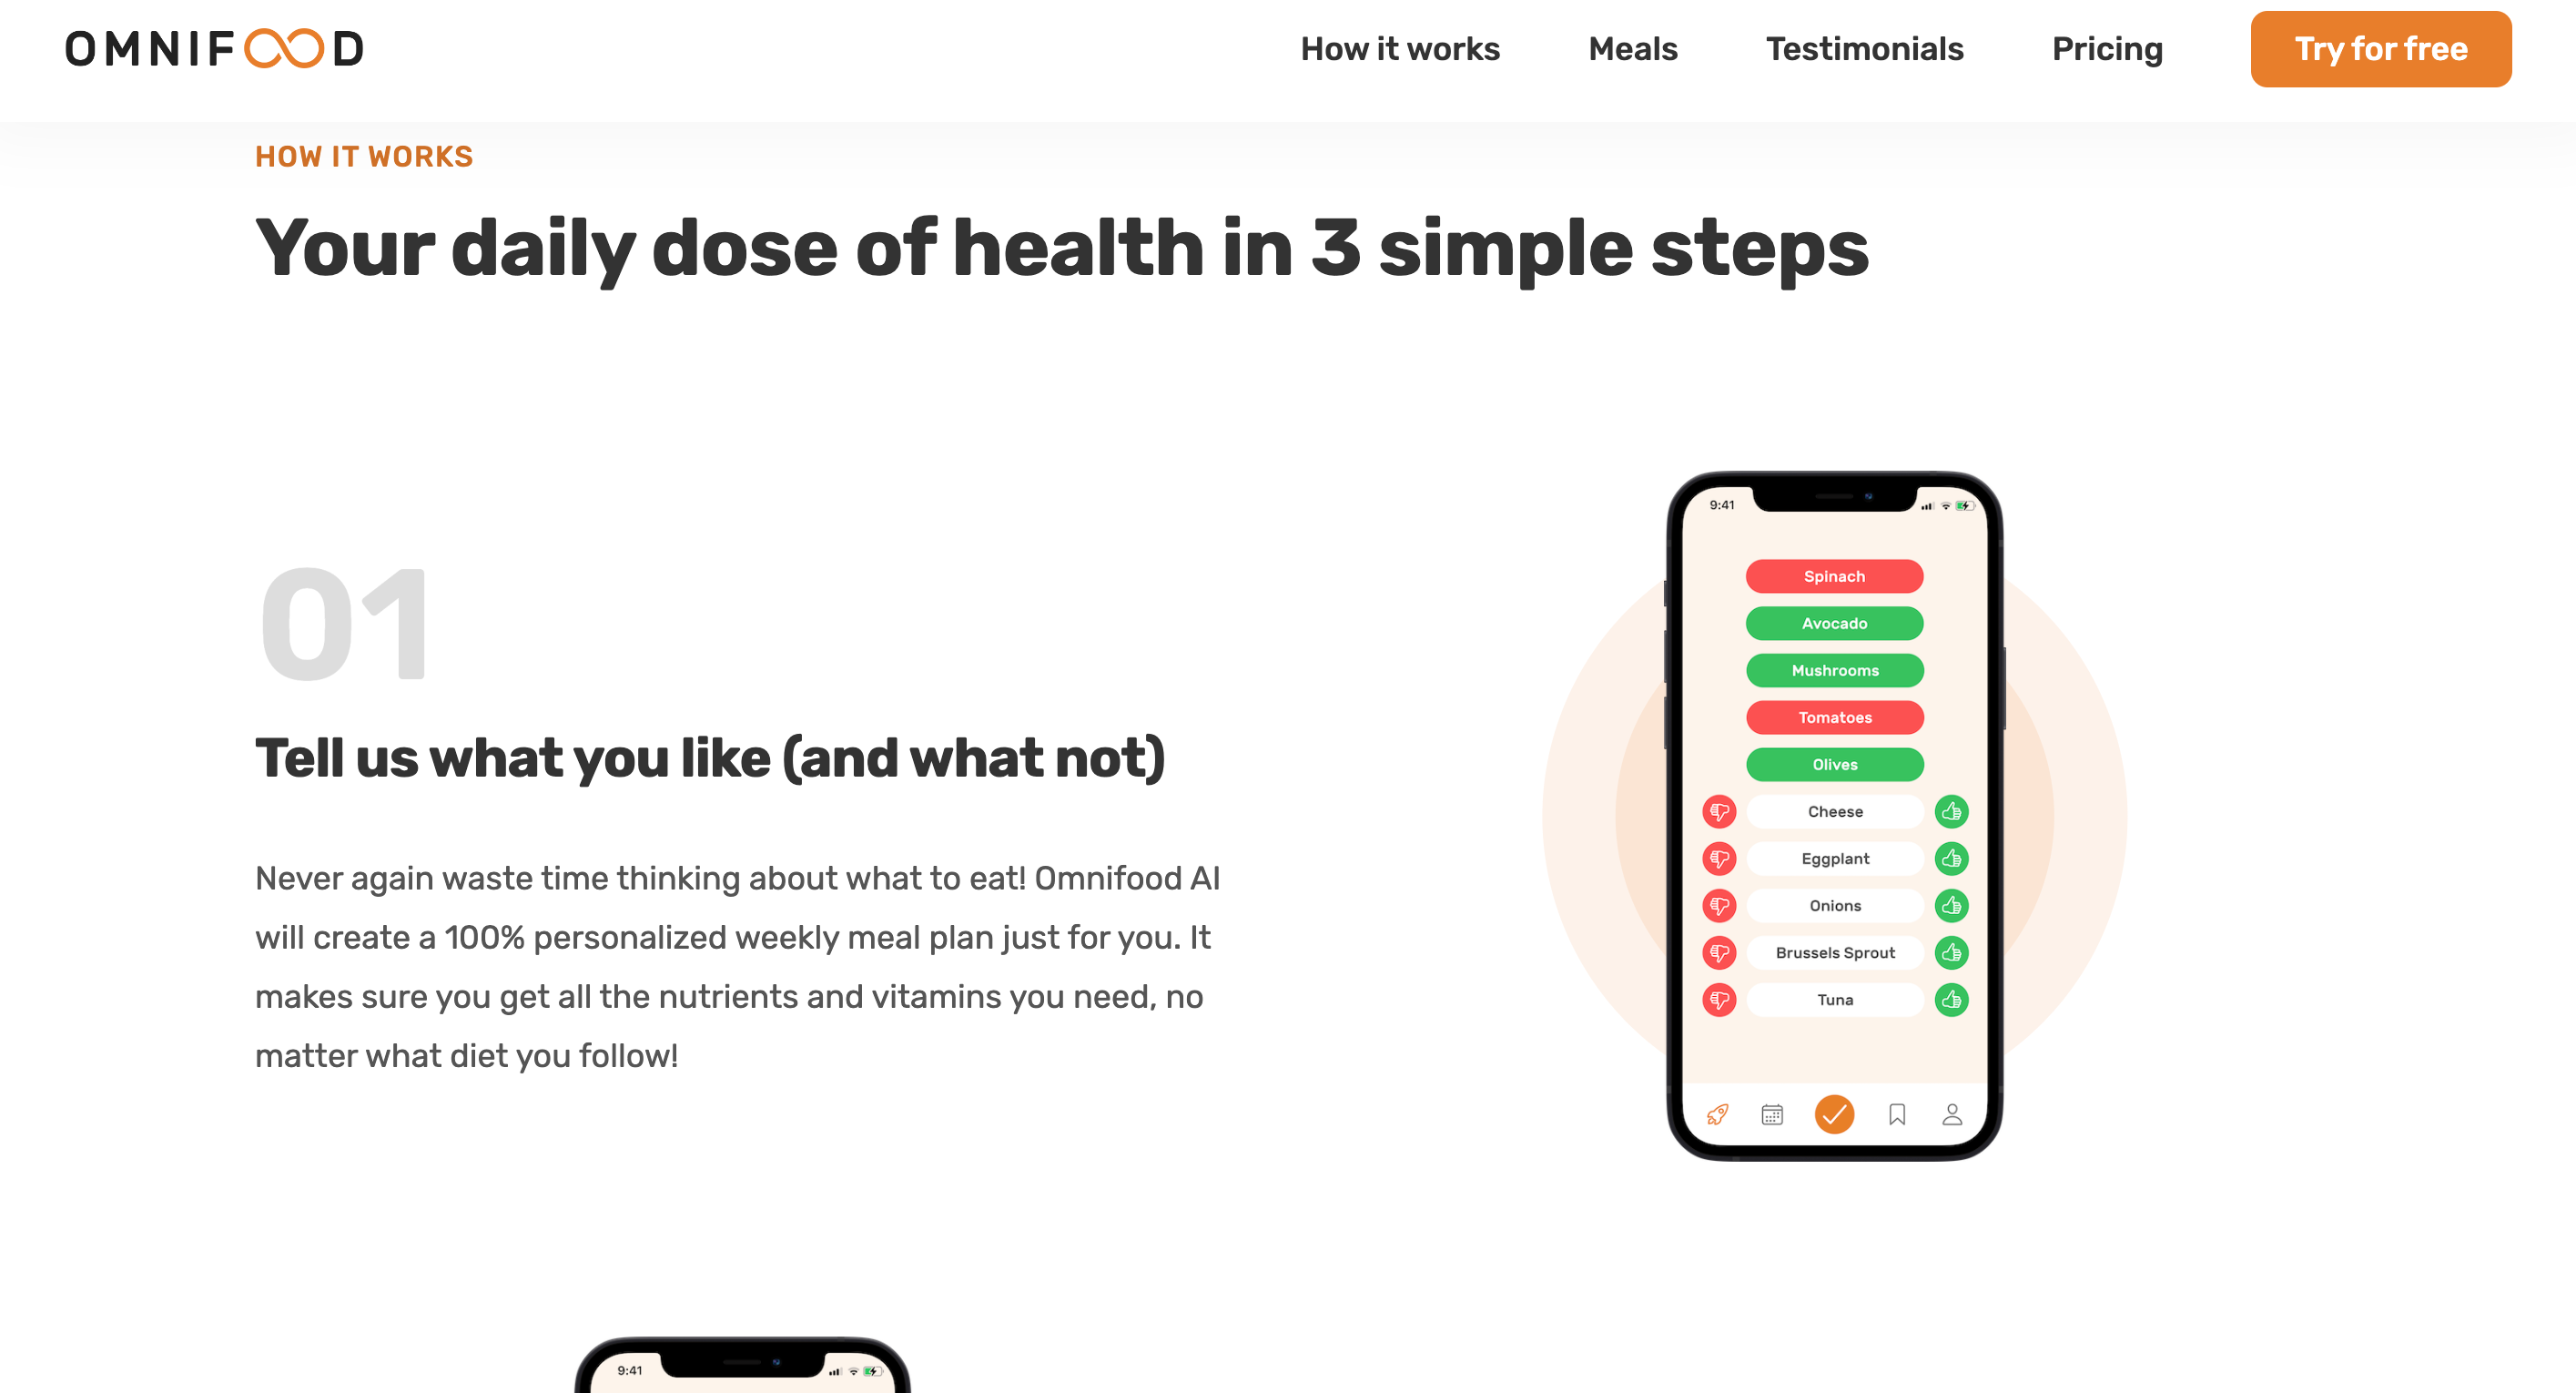 OMNIFOOD
How it works
Meals
Testimonials
Pricing
Try for free
HOW IT WORKS
Your daily dose of health in 3 simple steps
01
Tell us what you like (and what not)
Never again waste time thinking about what to eat! Omnifood AI
will create a 100% personalized weekly meal plan just for you. It
makes sure you get all the nutrients and vitamins you need, no
matter what diet you follow!
9:41
Spinach
Avocado
Mushrooms
Tomatoes
Olives
Cheese
Eggplant
Onions
Brussels Sprout
Tuna
9:41